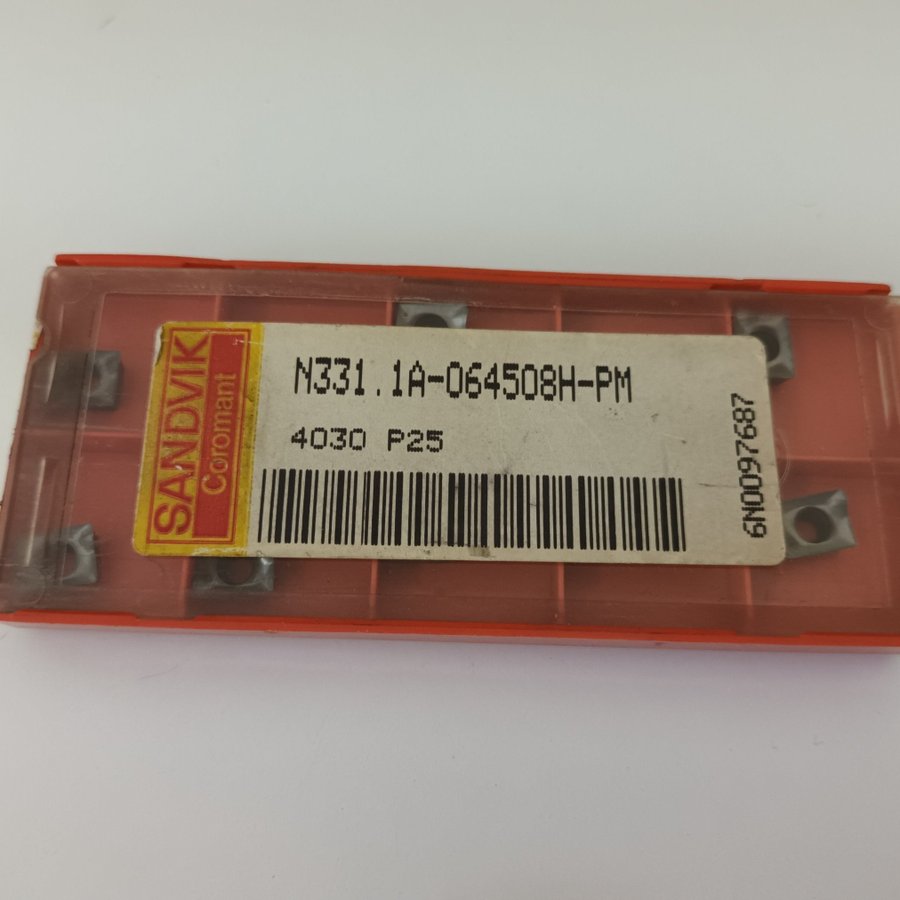 SANDVIK
Coromant
N331.1A-064508H-PM
4030 P25
6N0097687